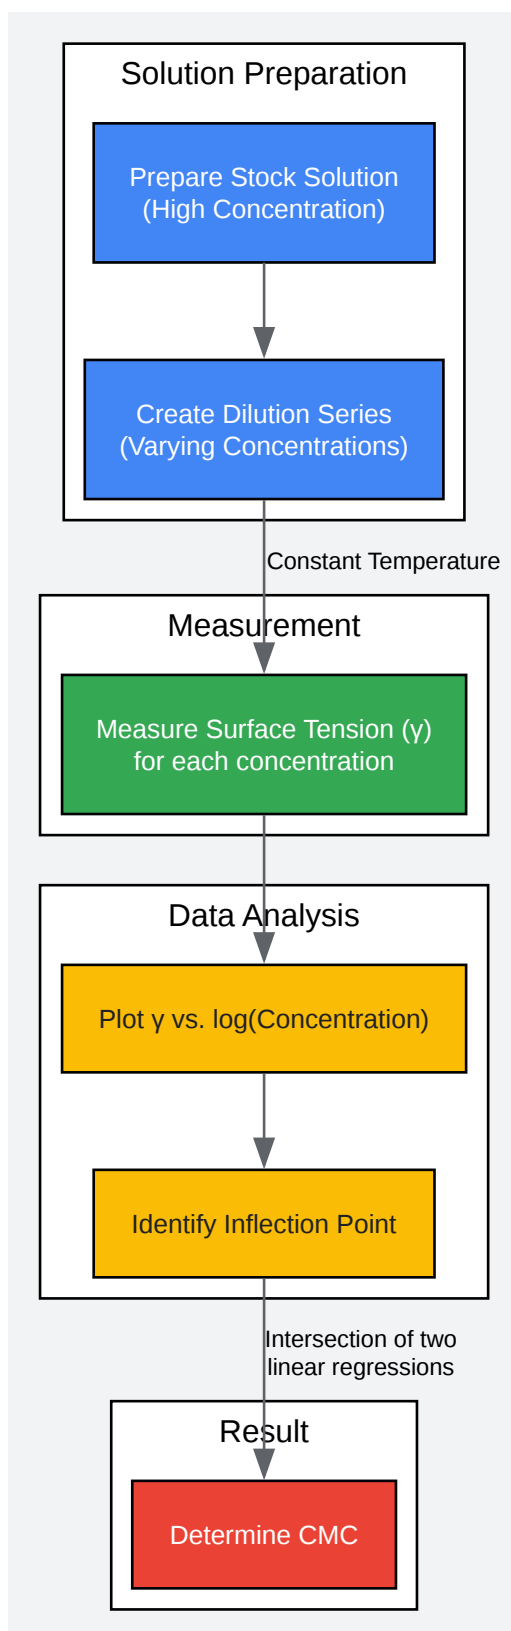 Solution Preparation
Prepare Stock Solution
(High Concentration)
Create Dilution Series
(Varying Concentrations)
Constant Temperature
Measurement
Measure Surface Tension (γ)
for each concentration
Data Analysis
Plot γ vs. log(Concentration)
Identify Inflection Point
Intersection of two
linear regressions
Result
Determine CMC